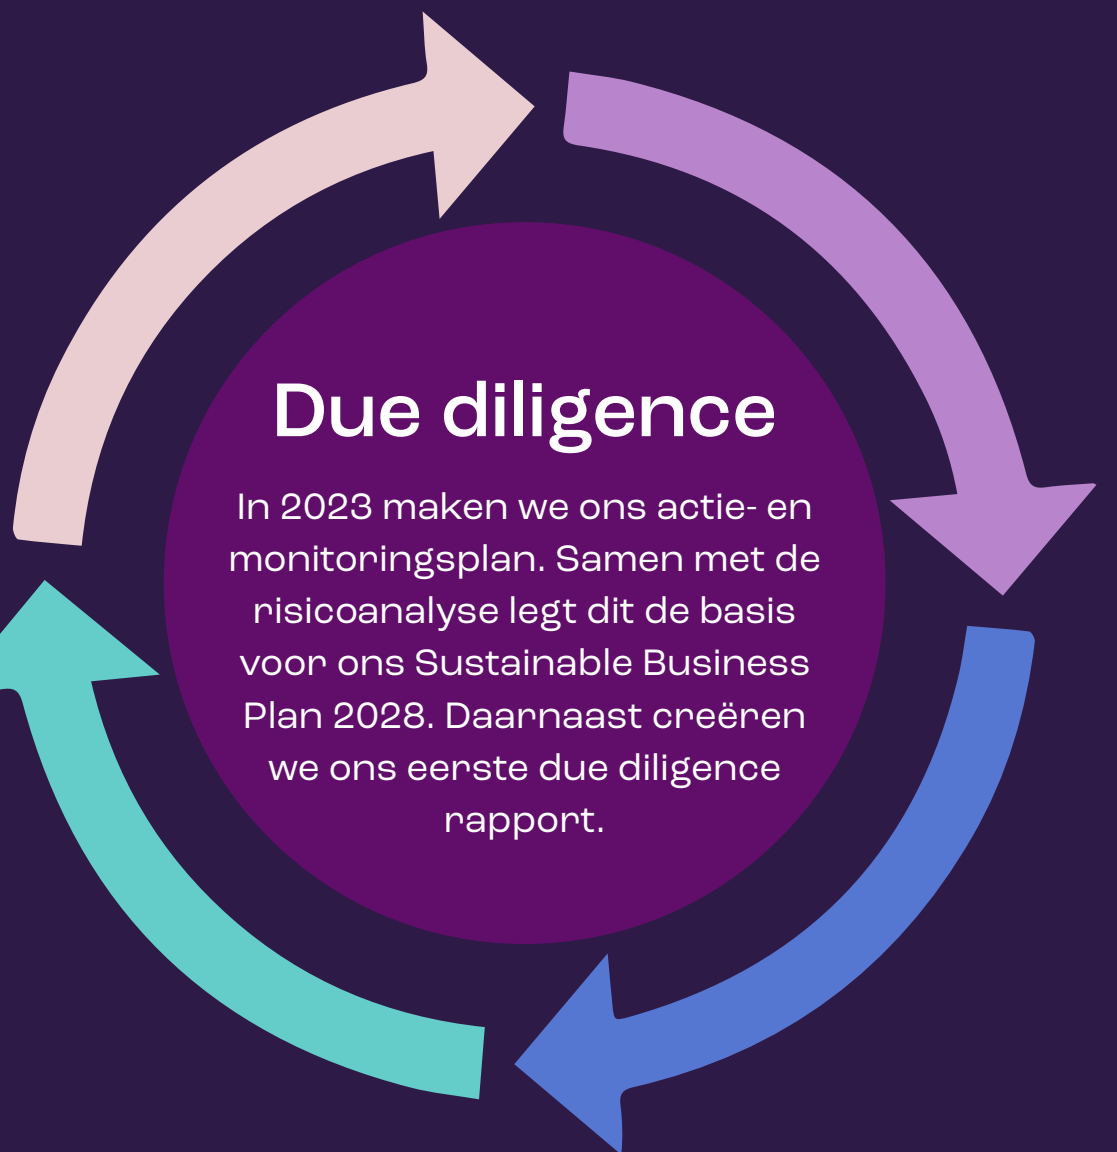 Due diligence
In 2023 maken we ons actie- en
monitoringsplan. Samen met de
risicoanalyse legt dit de basis
voor ons Sustainable Business
Plan 2028. Daarnaast creëren
we ons eerste due diligence
rapport.